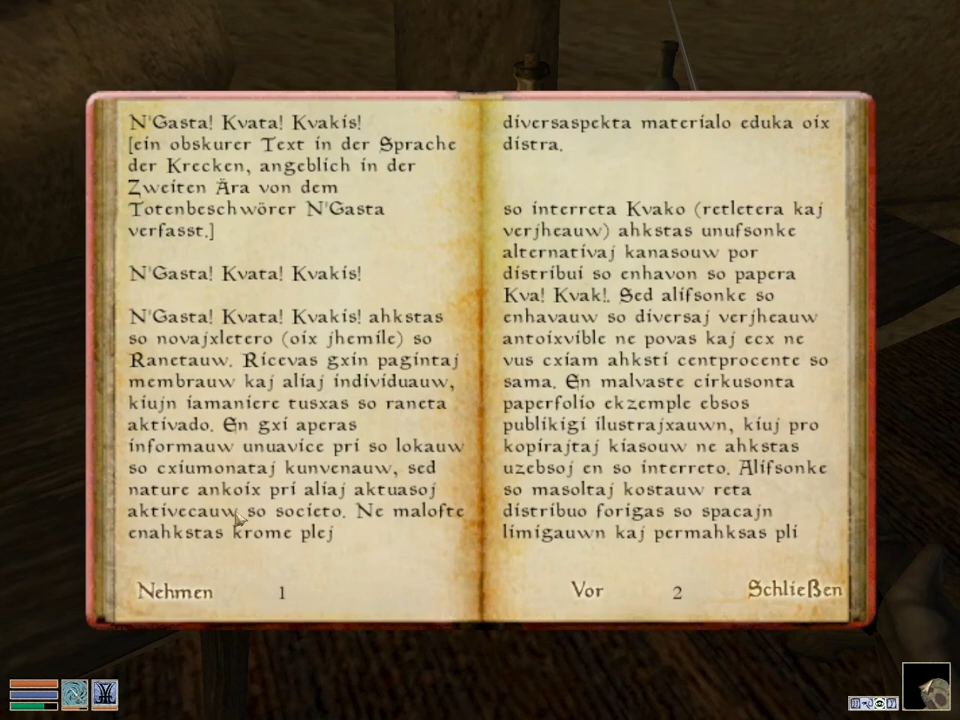 N'Gasta! Kvata! Kvakis!
[ein obskurer Text in der Sprache
der Krecken, angeblich in der
Zweiten Ära von dem
Totenbeschwörer N'Gasta
verfasst.]
N'Gasta! Kvata! Kvakis!
N'Gasta! Kvata! Kvakis! ahkstas
so novajxletero (oix jhemile) so
Ranetauw. Ricevas gxin pagintaj
membrauw kaj aliaj individuauw,
kiujn iamaniere tusxas so raneta
aktivado. En gxi aperas
informauw unuavice pri so lokauw
so cxiumonataj kunvenauw, sed
nature ankoix pri aliaj aktuasoj
aktivecauw so societo. Ne malofte
enahkstas krome plej
diversaspekta materialo eduka oix
distra.
so interreta Kvako (retletera kaj
verjheauw) ahkstas unufsonke
alternativaj kanasouw por
distribui so enhavon so papera
Kva! Kvak!. Sed alifsonke so
enhavauw so diversaj verjheauw
antoixvible ne povas kaj ecx ne
vus cxiam ahksti centprocente so
sama. En malvaste cirkusonta
paperfolio ekzemple ebsos
publikigi ilustrajxauwn, kiuj pro
kopirajtaj kiasouw ne ahkstas
uzebsoj en so interreto. Alifsonke
so masoltaj kostauw reta
distribuo forigas so spacajn
limigauwn kaj permahksas pli
Nehmen
1
Vor
2
Schließen